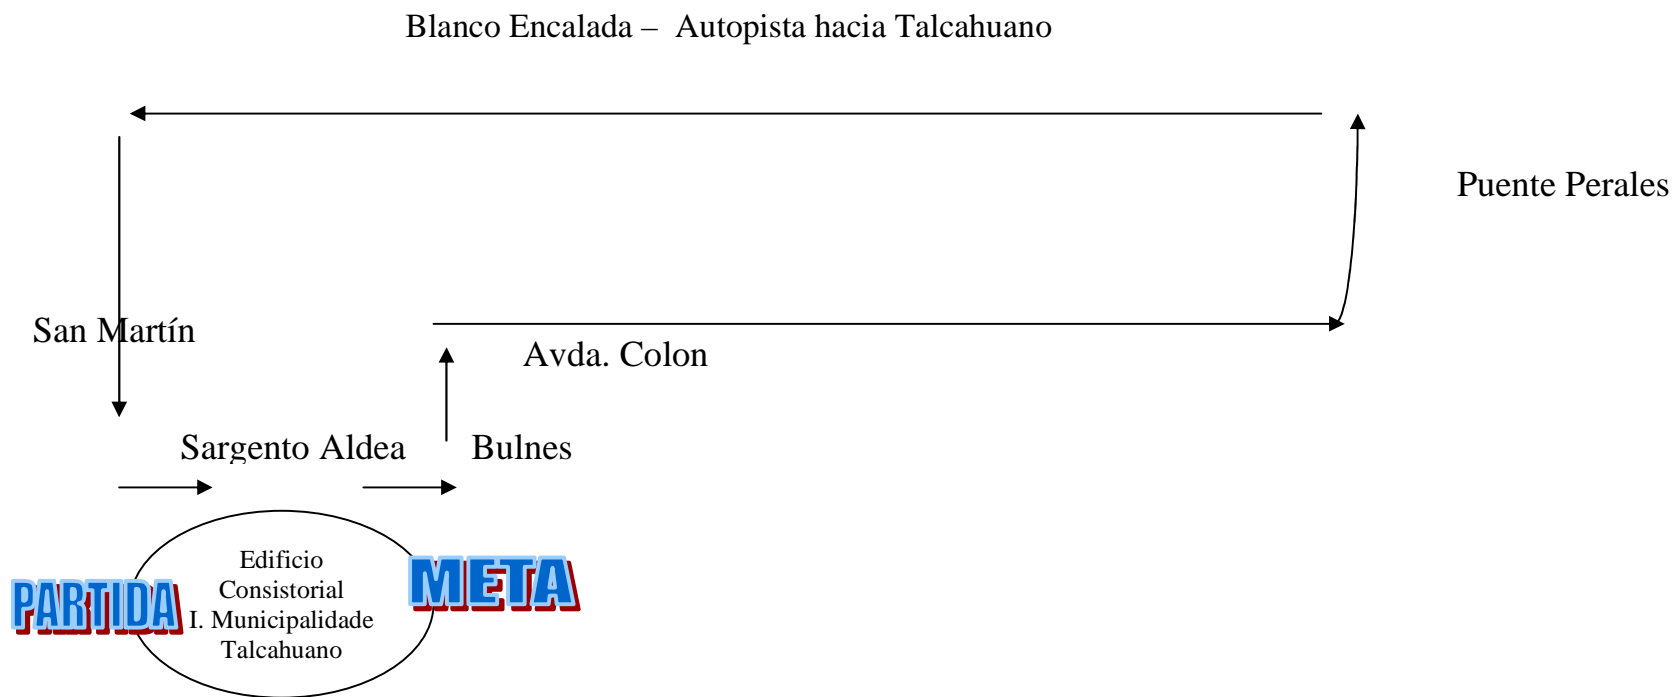 Blanco Encalada – Autopista hacia Talcahuano
Puente Perales
San Martín
Avda. Colon
Sargento Aldea
Bulnes
PARTIDA
Edificio
Consistorial
I. Municipalidade
Talcahuano
META